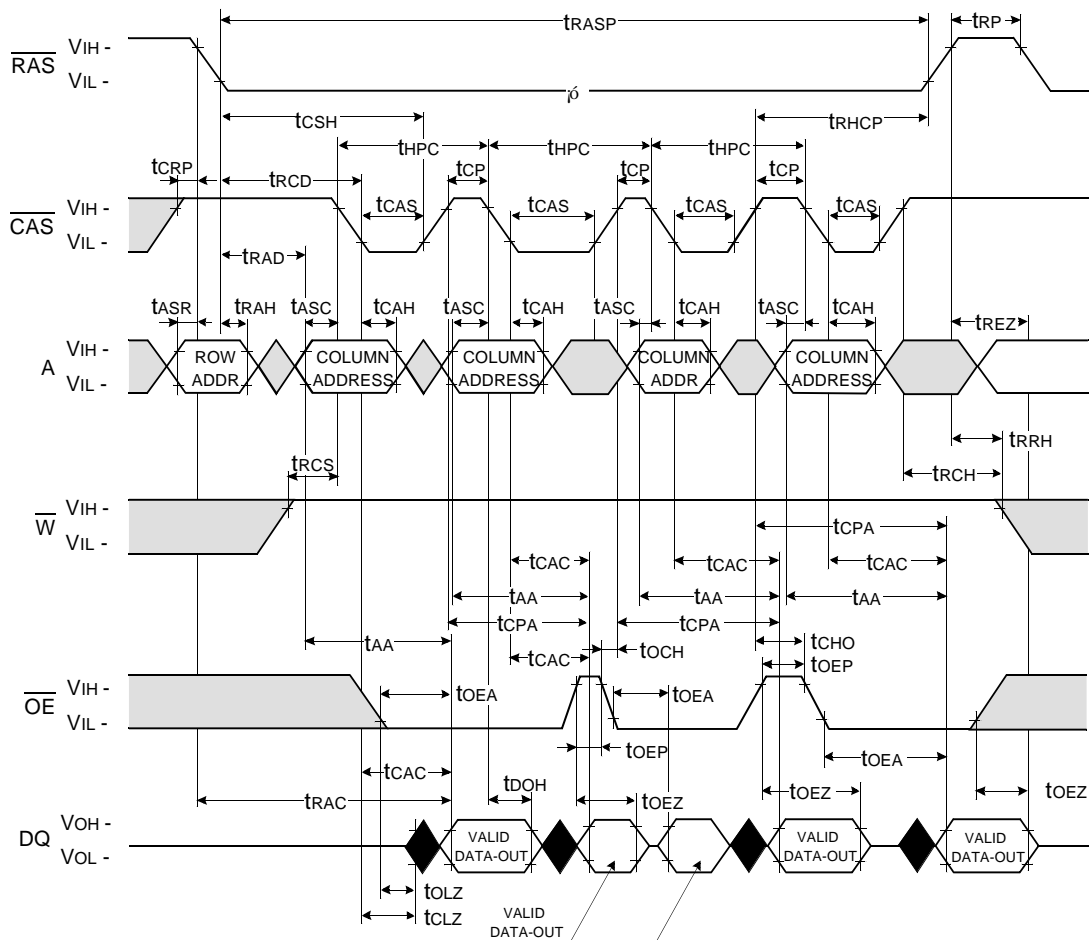 tRASP
tRP
RAS
VIH -
VIL -
¡ó
tCSH
tRHCP
tHPC
tHPC
tHPC
tCRP
tRCD
tCP
tCP
tCP
CAS
VIH -
VIL -
tCAS
tCAS
tCAS
tCAS
tRAD
tASR
tRAH
tASC
tCAH
tASC
tCAH
tASC
tCAH
tASC
tCAH
tREZ
A
VIH -
VIL -
ROW
ADDR
COLUMN
ADDRESS
COLUMN
ADDRESS
COLUMN
ADDR
COLUMN
ADDRESS
tRRH
tRCS
tRCH
W
VIH -
VIL -
tCPA
tCAC
tCAC
tCAC
tAA
tAA
tAA
tCPA
tCPA
tAA
tCAC
tOCH
tCHO
tOEP
OE
VIH -
VIL -
tOEA
tOEA
tOEP
tOEA
tCAC
tDOH
tOEZ
tOEZ
tOEZ
tRAC
DQ
VOH -
VOL -
VALID
DATA-OUT
VALID
DATA-OUT
VALID
DATA-OUT
tOLZ
tCLZ
VALID
DATA-OUT